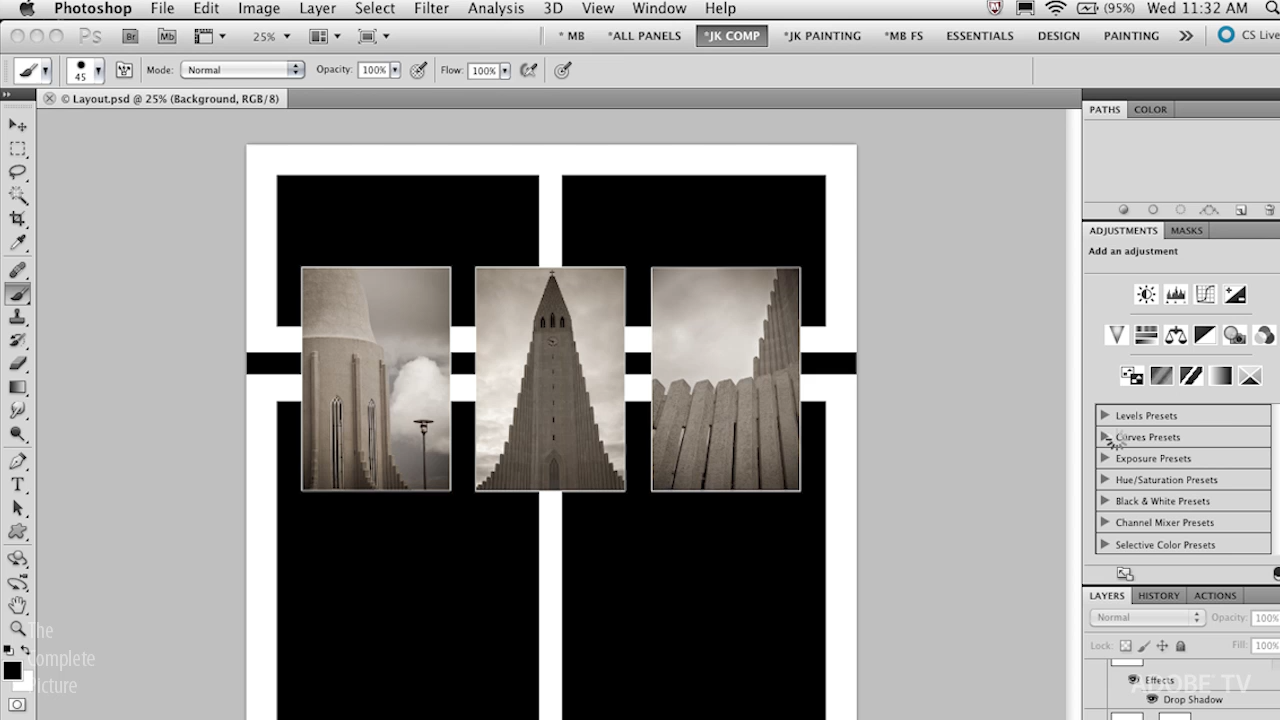 Photoshop File Edit Image Layer Select Filter Analysis 3D View Window Help (95%) Wed 11:32 AM
Ps Br Mb 25% * MB *ALL PANELS *JK COMP *JK PAINTING *MB FS ESSENTIALS DESIGN PAINTING CS Live
45 Mode: Normal Opacity: 100% Flow: 100%
© Layout.psd @ 25% (Background, RGB/8)
PATHS COLOR
ADJUSTMENTS MASKS
Add an adjustment
Levels Presets
Curves Presets
Exposure Presets
Hue/Saturation Presets
Black & White Presets
Channel Mixer Presets
Selective Color Presets
LAYERS HISTORY ACTIONS
Normal Opacity: 100%
Lock: Fill: 100%
Effects
Drop Shadow
The
Complete
Picture
ADOBE TV